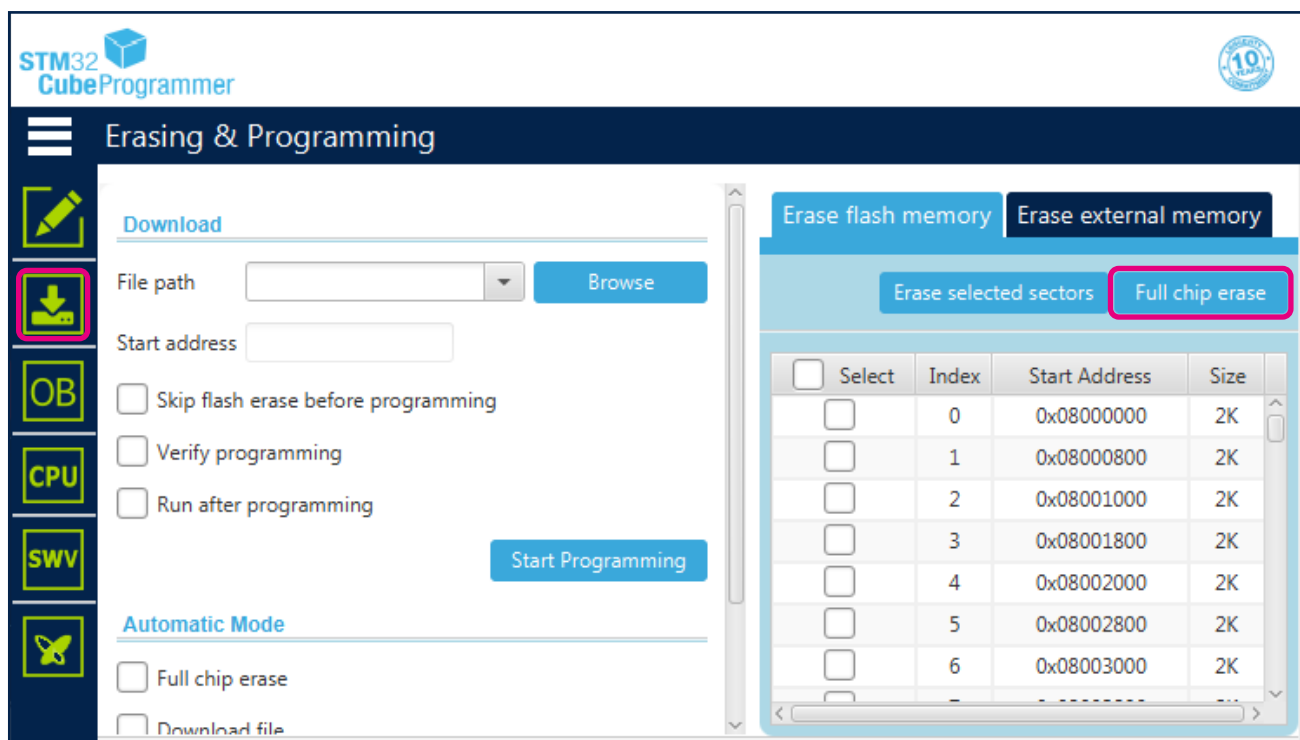 STM32
CubeProgrammer
10
YEARS
Erasing & Programming
OB
CPU
SWV
Download
File path
Browse
Start address
Skip flash erase before programming
Verify programming
Run after programming
Start Programming
Automatic Mode
Full chip erase
Download file
Erase flash memory Erase external memory
Erase selected sectors Full chip erase
Select Index Start Address Size
0 0x08000000 2K
1 0x08000800 2K
2 0x08001000 2K
3 0x08001800 2K
4 0x08002000 2K
5 0x08002800 2K
6 0x08003000 2K